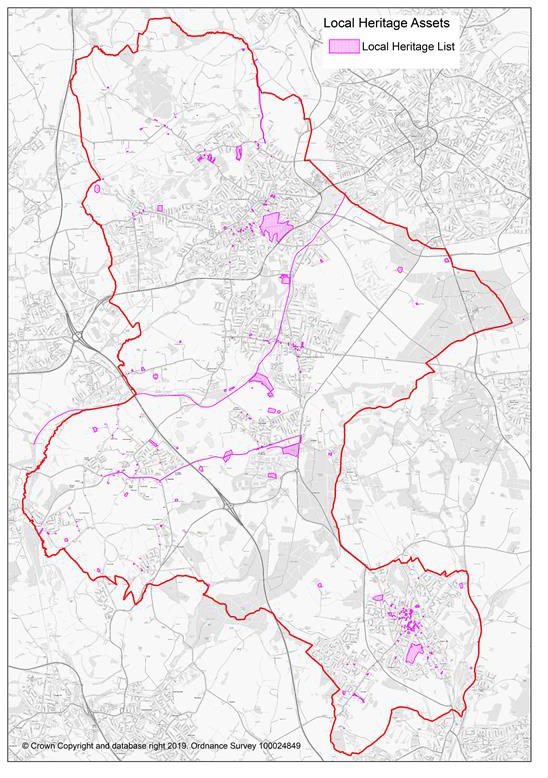 Local Heritage Assets
Local Heritage List
© Crown Copyright and database right 2019. Ordnance Survey 100024849